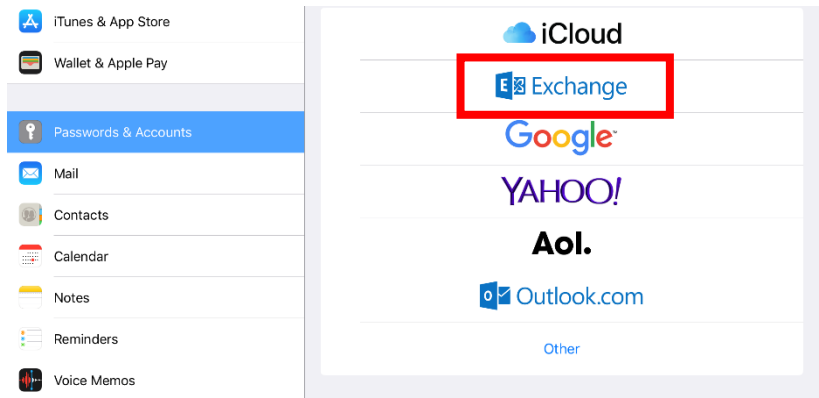 iTunes & App Store
Wallet & Apple Pay
Passwords & Accounts
Mail
Contacts
Calendar
Notes
Reminders
Voice Memos
iCloud
E Exchange
Google
YAHOO!
Aol.
o Outlook.com
Other